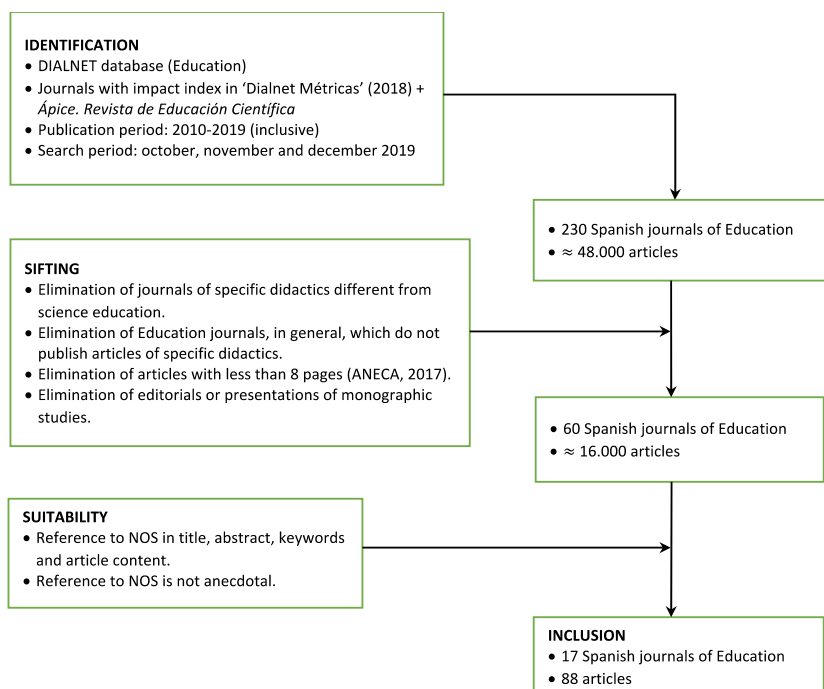 IDENTIFICATION
• DIALNET database (Education)
• Journals with impact index in ‘Dialnet Métricas’ (2018) +
Ápice. Revista de Educación Científica
• Publication period: 2010-2019 (inclusive)
• Search period: october, november and december 2019
• 230 Spanish journals of Education
• ≈ 48.000 articles
SIFTING
• Elimination of journals of specific didactics different from
science education.
• Elimination of Education journals, in general, which do not
publish articles of specific didactics.
• Elimination of articles with less than 8 pages (ANECA, 2017).
• Elimination of editorials or presentations of monographic
studies.
• 60 Spanish journals of Education
• ≈ 16.000 articles
SUITABILITY
• Reference to NOS in title, abstract, keywords
and article content.
• Reference to NOS is not anecdotal.
INCLUSION
• 17 Spanish journals of Education
• 88 articles